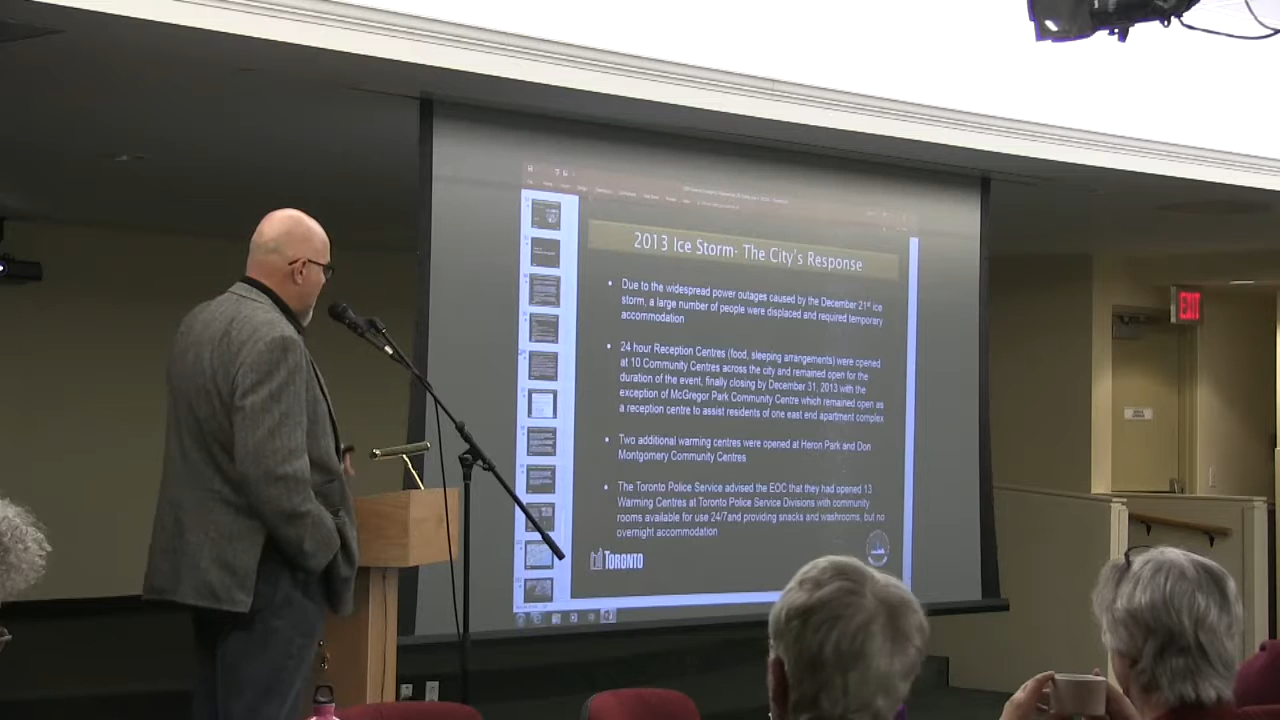 2013 Ice Storm- The City's Response
• Due to the widespread power outages caused by the December 21st ice
storm, a large number of people were displaced and required temporary
accommodation
• 24 hour Reception Centres (food, sleeping arrangements) were opened
at 10 Community Centres across the city and remained open for the
duration of the event, finally closing by December 31, 2013 with the
exception of McGregor Park Community Centre which remained open as
a reception centre to assist residents of one east end apartment complex
• Two additional warming centres were opened at Heron Park and Don
Montgomery Community Centres
• The Toronto Police Service advised the EOC that they had opened 13
Warming Centres at Toronto Police Service Divisions with community
rooms available for use 24/7and providing snacks and washrooms, but no
overnight accommodation
TORONTO
EXIT